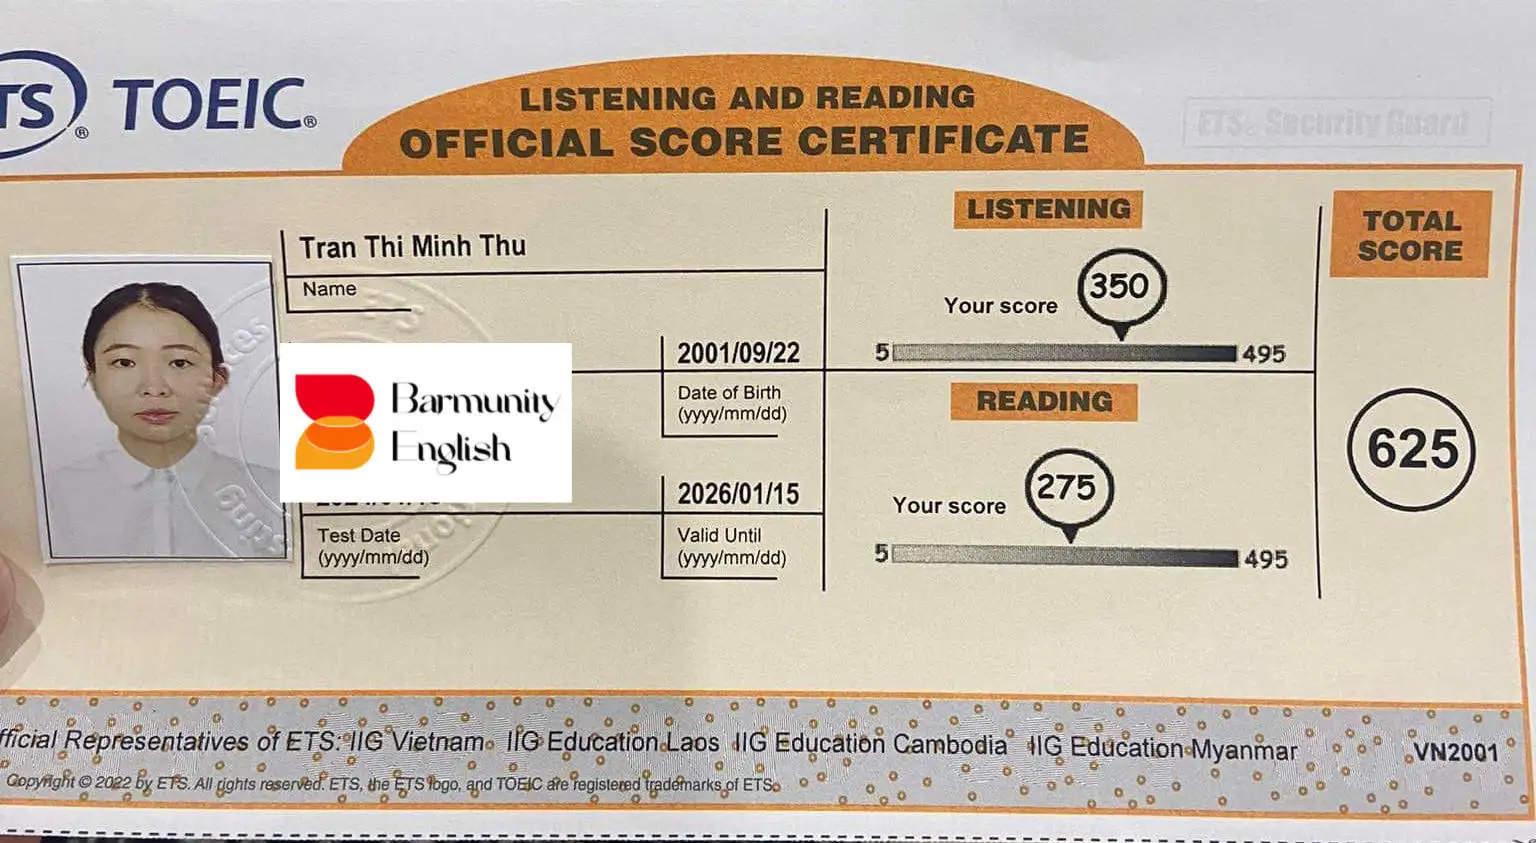 TS® TOEIC®
LISTENING AND READING
OFFICIAL SCORE CERTIFICATE
ETS® Security Guard
Tran Thi Minh Thu
Name
2001/09/22
Date of Birth
(yyyy/mm/dd)
Barmunity
English
Test Date
(yyyy/mm/dd)
2026/01/15
Valid Until
(yyyy/mm/dd)
LISTENING
Your score 350
5 495
READING
Your score 275
5 495
TOTAL
SCORE
625
fficial Representatives of ETS: IIG Vietnam IIG Education Laos IIG Education Cambodia IIG Education Myanmar VN2001
Copyright © 2022 by ETS. All rights reserved. ETS, the ETS logo, and TOEIC are registered trademarks of ETS.